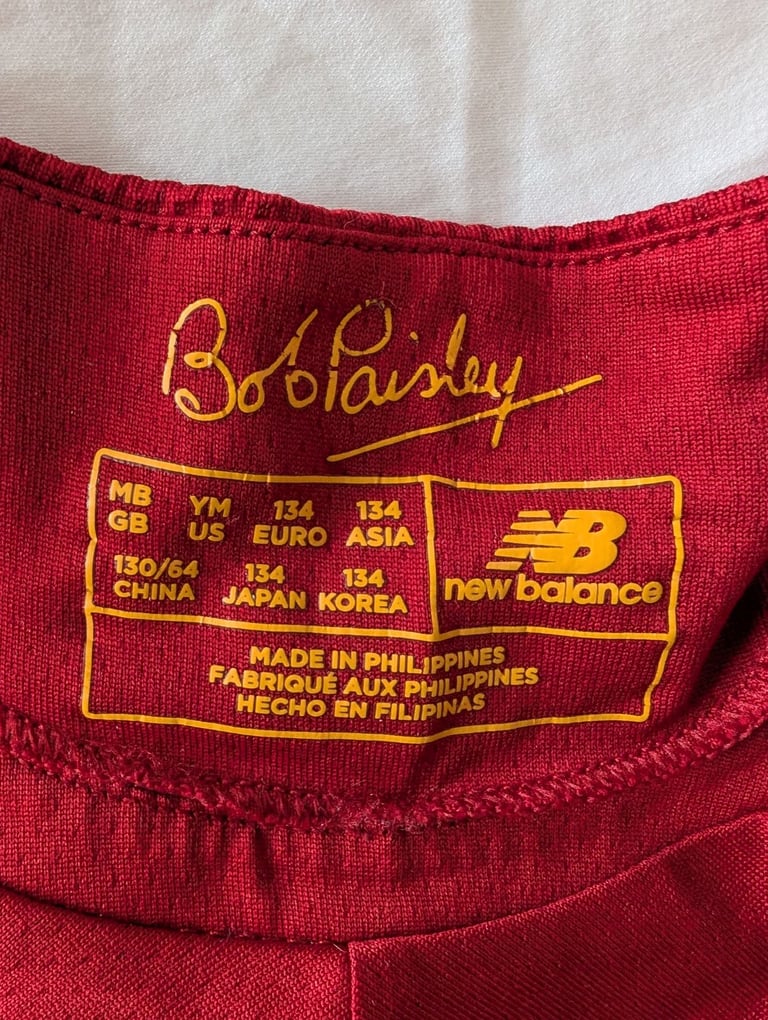 Bob Paisley
MB YM 134 134
GB US EURO ASIA
130/64 134 134
CHINA JAPAN KOREA
NB
new balance
MADE IN PHILIPPINES
FABRIQUÉ AUX PHILIPPINES
HECHO EN FILIPINAS